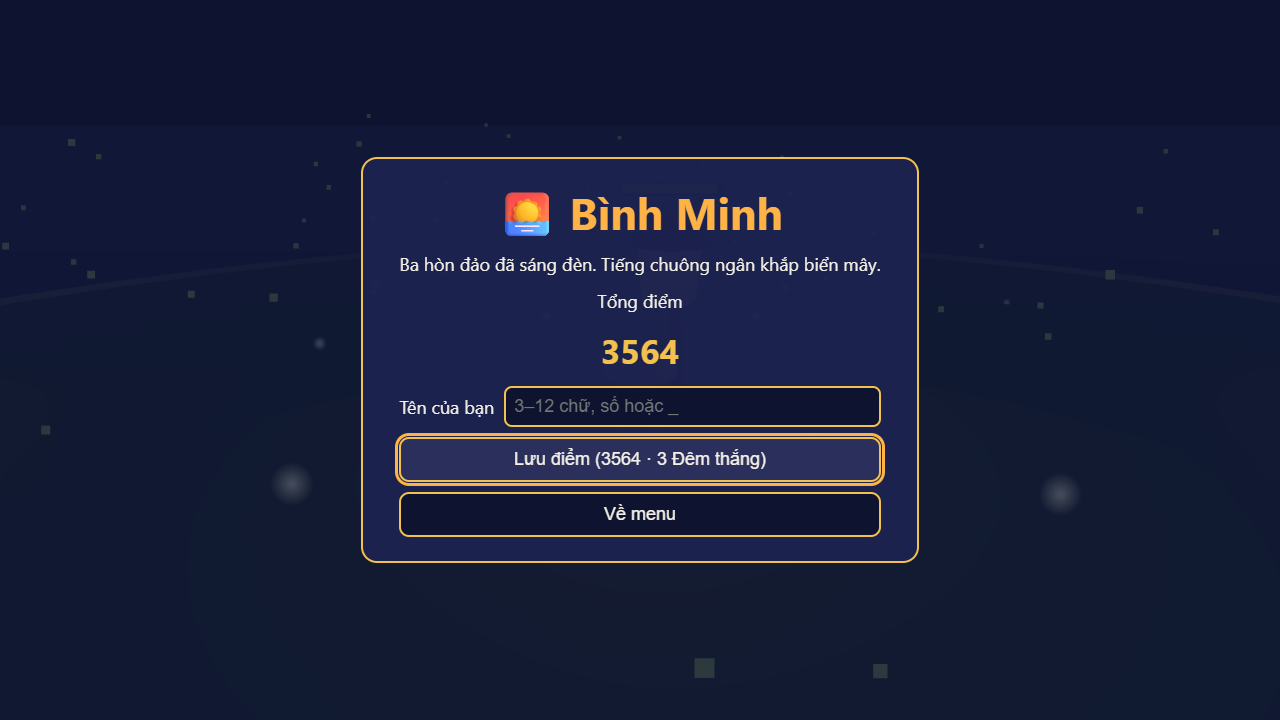 Bình Minh
Ba hòn đảo đã sáng đèn. Tiếng chuông ngân khắp biển mây.
Tổng điểm
3564
Tên của bạn 3–12 chữ, số hoặc _
Lưu điểm (3564 · 3 Đêm thắng)
Về menu